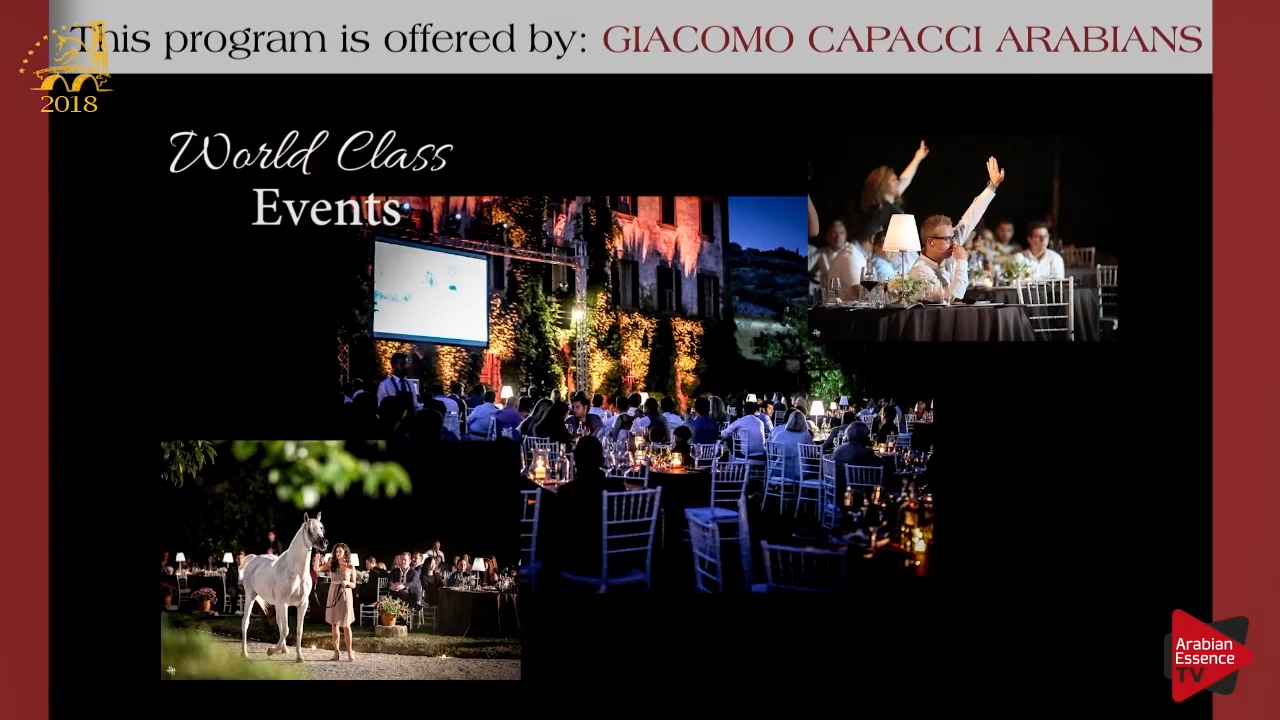 This program is offered by: GIACOMO CAPACCI ARABIANS
2018
World Class
Events
Arabian
Essence
TV